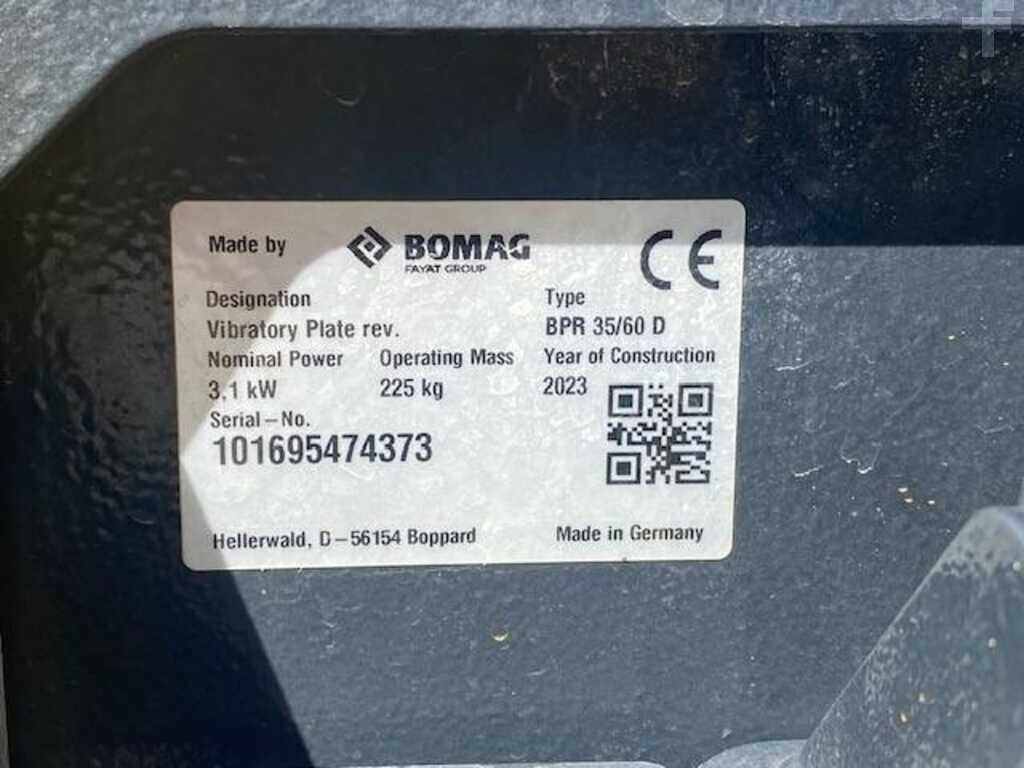 Made by BOMAG CE
FAYAT GROUP
Designation Type
Vibratory Plate rev. BPR 35/60 D
Nominal Power Operating Mass Year of Construction
3,1 kW 225 kg 2023
Serial-No.
101695474373
Hellerwald, D-56154 Boppard Made in Germany